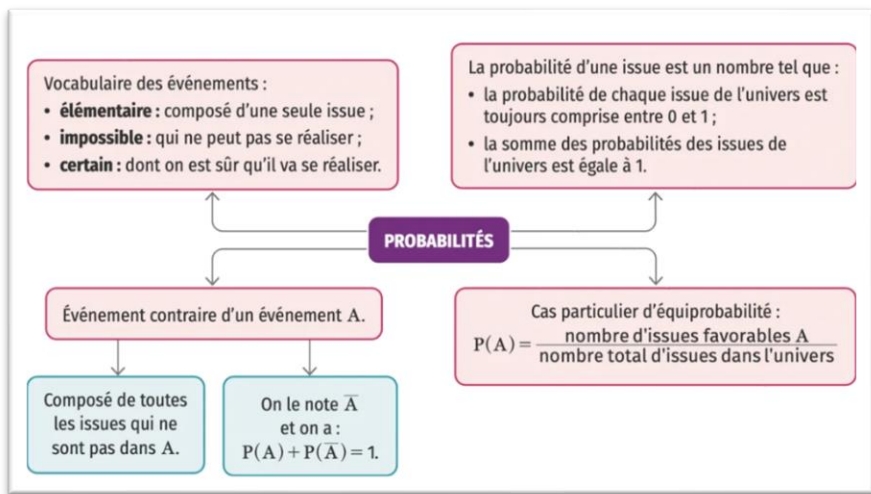 Vocabulaire des événements :
• élémentaire : composé d'une seule issue ;
• impossible : qui ne peut pas se réaliser ;
• certain : dont on est sûr qu'il va se réaliser.
La probabilité d'une issue est un nombre tel que :
• la probabilité de chaque issue de l'univers est
toujours comprise entre 0 et 1 ;
• la somme des probabilités des issues de
l'univers est égale à 1.
PROBABILITÉS
Événement contraire d'un événement A.
Composé de toutes
les issues qui ne
sont pas dans A.
On le note A̅
et on a :
P(A) + P(A̅) = 1.
Cas particulier d'équiprobabilité :
P(A) = nombre d'issues favorables A
nombre total d'issues dans l'univers